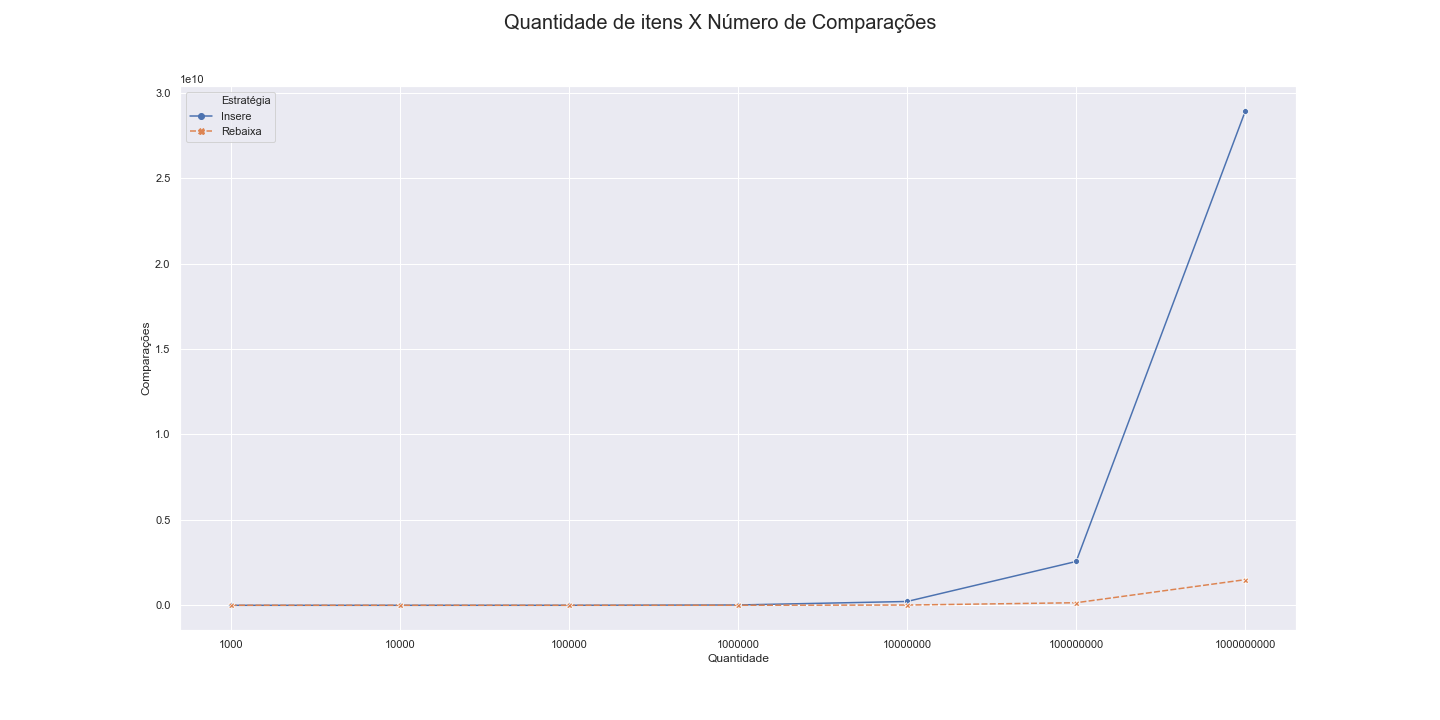 Quantidade de itens X Número de Comparações
1e10
3.0
2.5
2.0
1.5
1.0
0.5
0.0
Comparações
Estratégia
Insere
Rebaixa
1000 10000 100000 1000000 10000000 100000000 1000000000
Quantidade